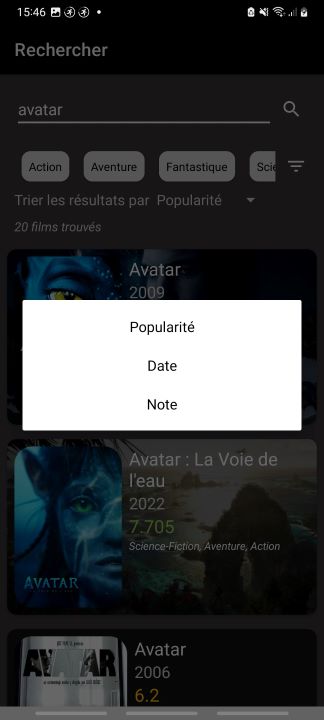 15:46
Rechercher
avatar
Action
Aventure
Fantastique
Scie
Trier les résultats par Popularité
20 films trouvés
Avatar
2009
Popularité
Date
Note
Avatar : La Voie de
l'eau
2022
7.705
Science-Fiction, Aventure, Action
AVATAR
Avatar
2006
6.2